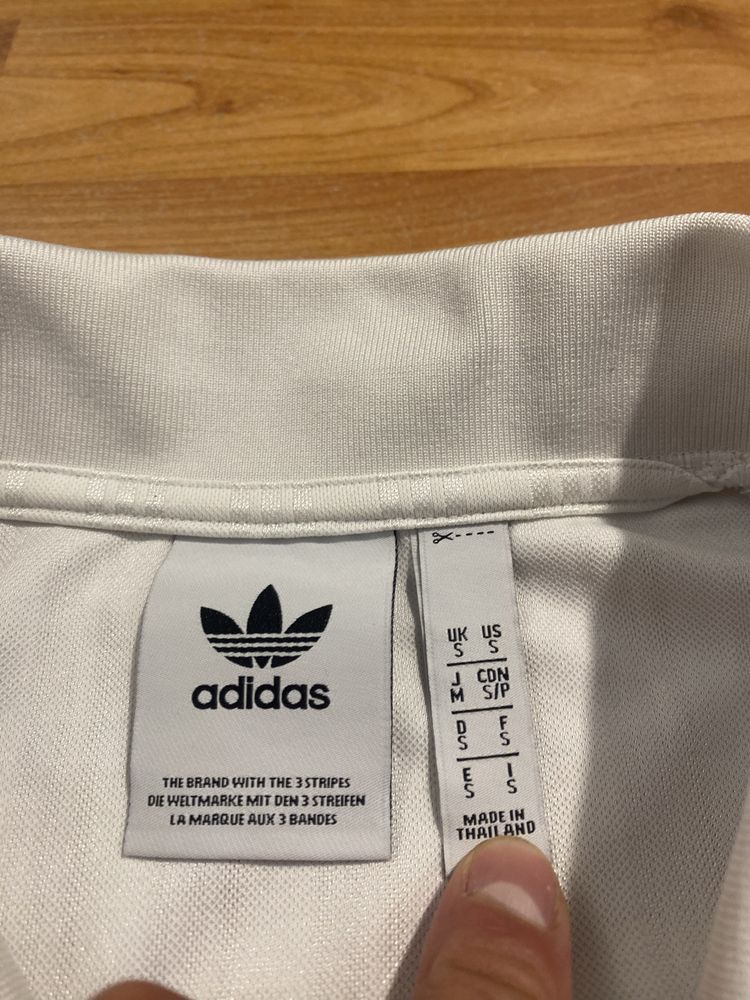 adidas
THE BRAND WITH THE 3 STRIPES
DIE WELTMARKE MIT DEN 3 STREIFEN
LA MARQUE AUX 3 BANDES
UK US
S S
J CDN
M S/P
D F
S S
E I
S S
MADE IN
THAILAND